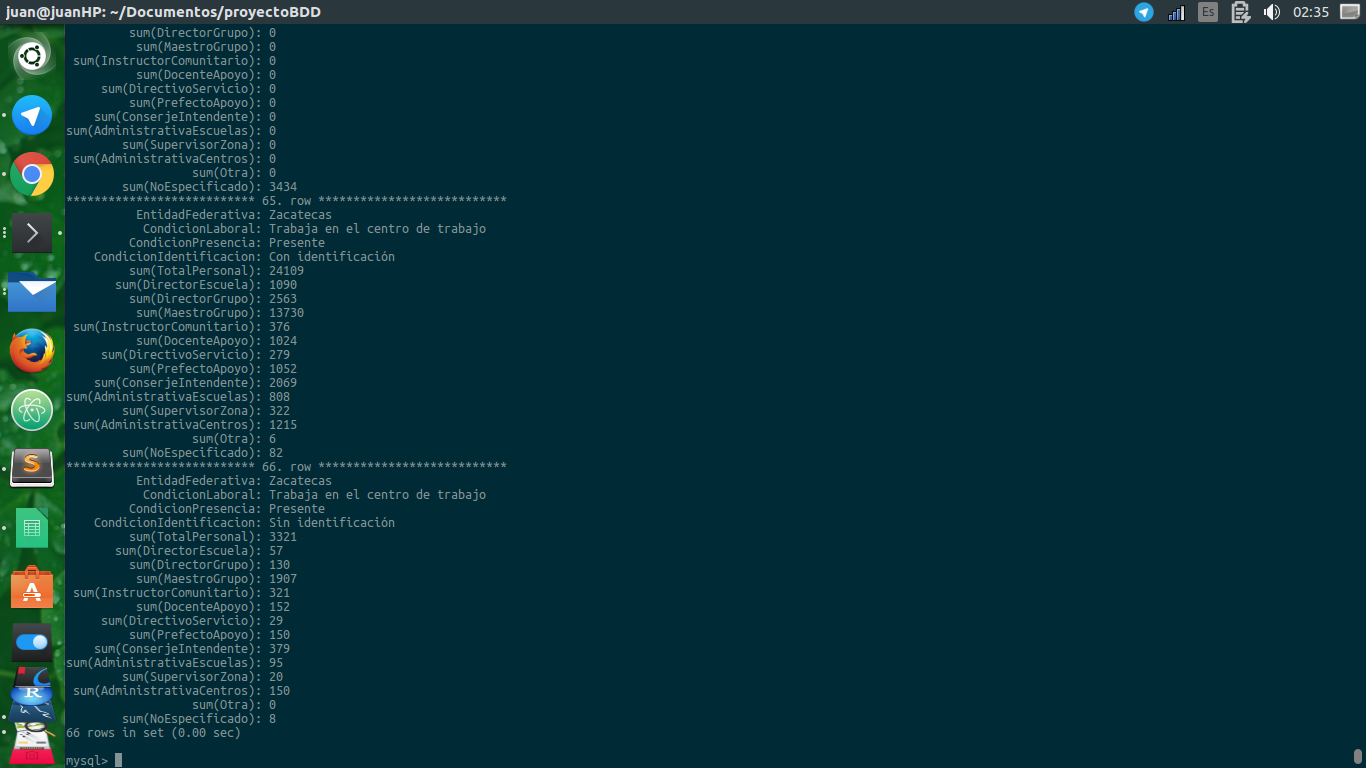 juan@juanHP: ~/Documentos/proyectoBDD
Es
02:35
sum(DirectorGrupo): 0
sum(MaestroGrupo): 0
sum(InstructorComunitario): 0
sum(DocenteApoyo): 0
sum(DirectivoServicio): 0
sum(PrefectoApoyo): 0
sum(ConserjeIntendente): 0
sum(AdministrativaEscuelas): 0
sum(SupervisorZona): 0
sum(AdministrativaCentros): 0
sum(Otra): 0
sum(NoEspecificado): 3434
*************************** 65. row ***************************
EntidadFederativa: Zacatecas
CondicionLaboral: Trabaja en el centro de trabajo
CondicionPresencia: Presente
CondicionIdentificacion: Con identificación
sum(TotalPersonal): 24109
sum(DirectorEscuela): 1090
sum(DirectorGrupo): 2563
sum(MaestroGrupo): 13730
sum(InstructorComunitario): 376
sum(DocenteApoyo): 1024
sum(DirectivoServicio): 279
sum(PrefectoApoyo): 1052
sum(ConserjeIntendente): 2069
sum(AdministrativaEscuelas): 808
sum(SupervisorZona): 322
sum(AdministrativaCentros): 1215
sum(Otra): 6
sum(NoEspecificado): 82
*************************** 66. row ***************************
EntidadFederativa: Zacatecas
CondicionLaboral: Trabaja en el centro de trabajo
CondicionPresencia: Presente
CondicionIdentificacion: Sin identificación
sum(TotalPersonal): 3321
sum(DirectorEscuela): 57
sum(DirectorGrupo): 130
sum(MaestroGrupo): 1907
sum(InstructorComunitario): 321
sum(DocenteApoyo): 152
sum(DirectivoServicio): 29
sum(PrefectoApoyo): 150
sum(ConserjeIntendente): 379
sum(AdministrativaEscuelas): 95
sum(SupervisorZona): 20
sum(AdministrativaCentros): 150
sum(Otra): 0
sum(NoEspecificado): 8
66 rows in set (0.00 sec)
mysql>
S
A
R